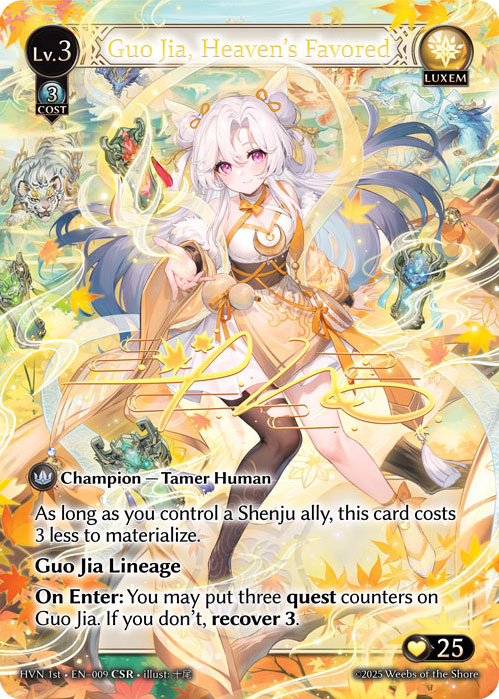 Lv.3
Guo Jia, Heaven's Favored
LUXEM
3
COST
Champion — Tamer Human
As long as you control a Shenju ally, this card costs
3 less to materialize.
Guo Jia Lineage
On Enter: You may put three quest counters on
Guo Jia. If you don't, recover 3.
25
HVN 1st • EN-009 CSR • illust: 十尾
©2025 Weebs of the Shore